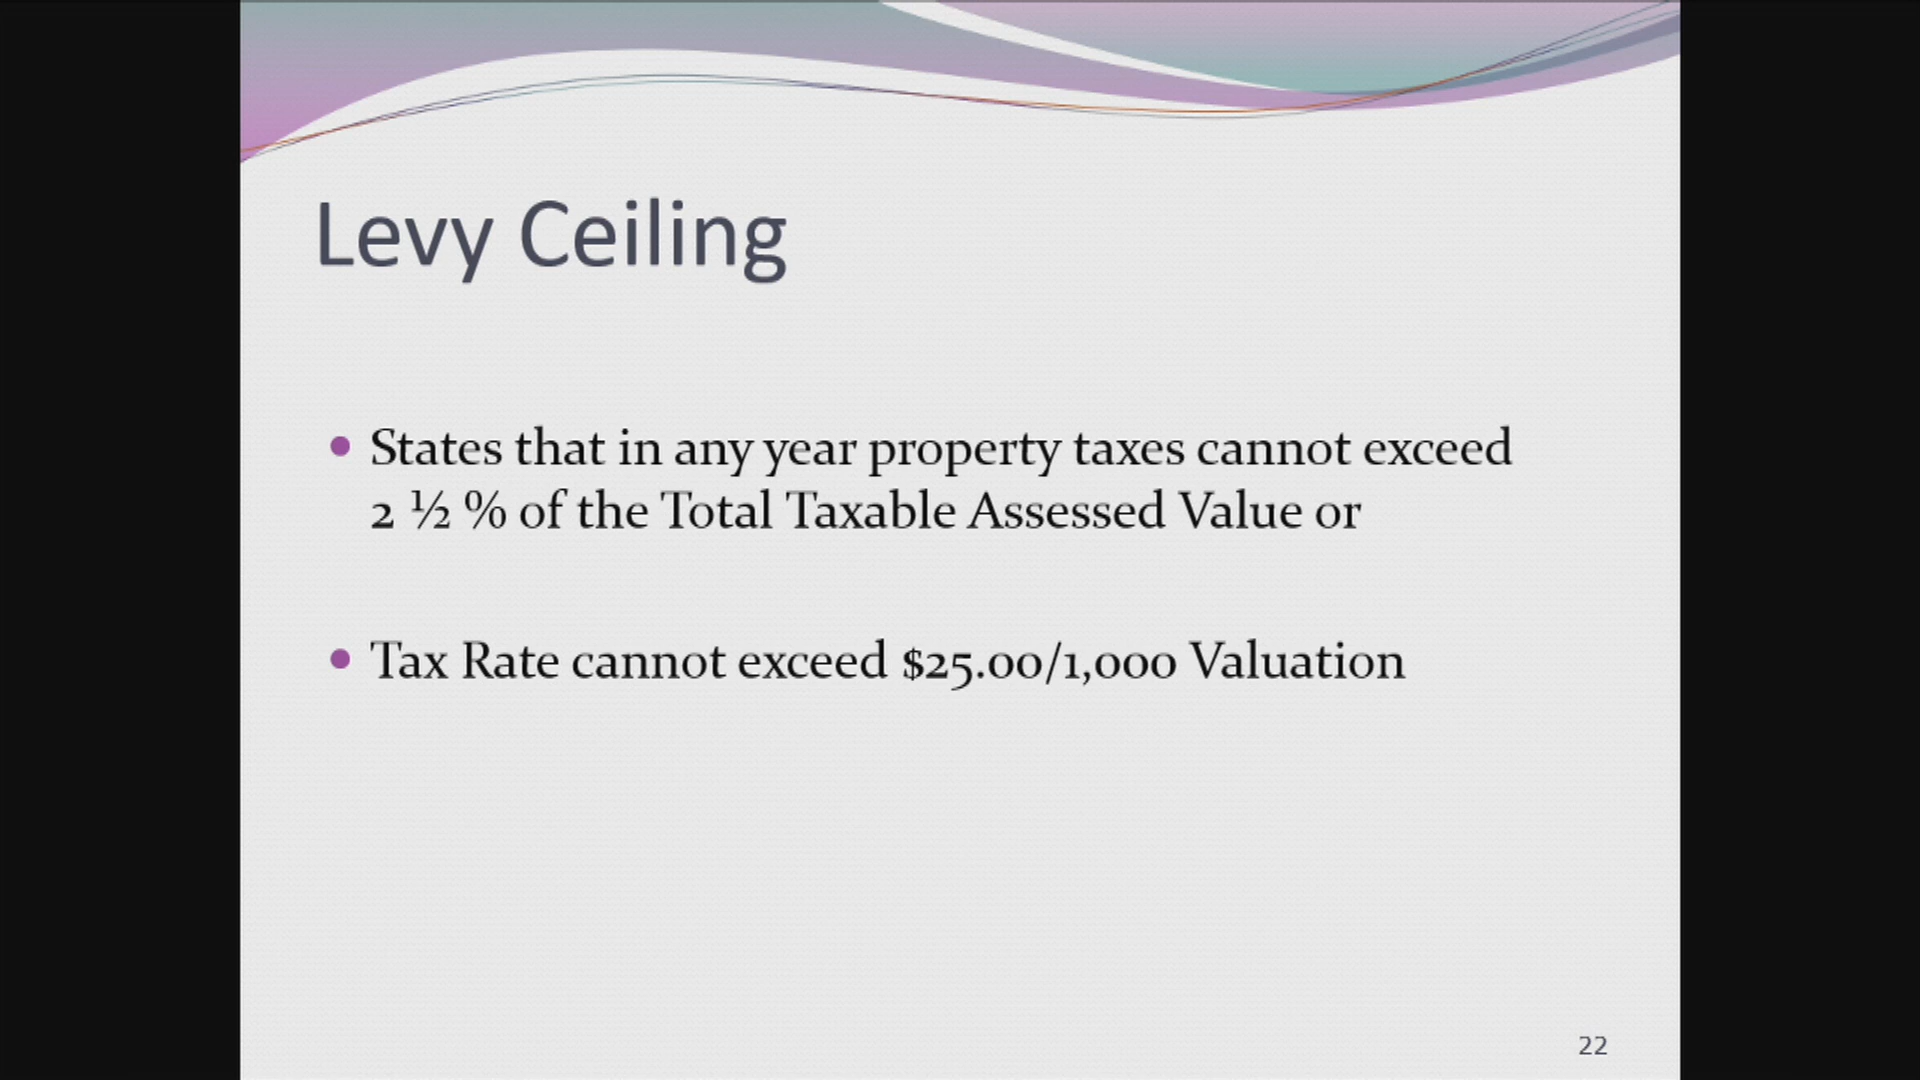 Levy Ceiling
• States that in any year property taxes cannot exceed
2 ½ % of the Total Taxable Assessed Value or
• Tax Rate cannot exceed $25.00/1,000 Valuation
22